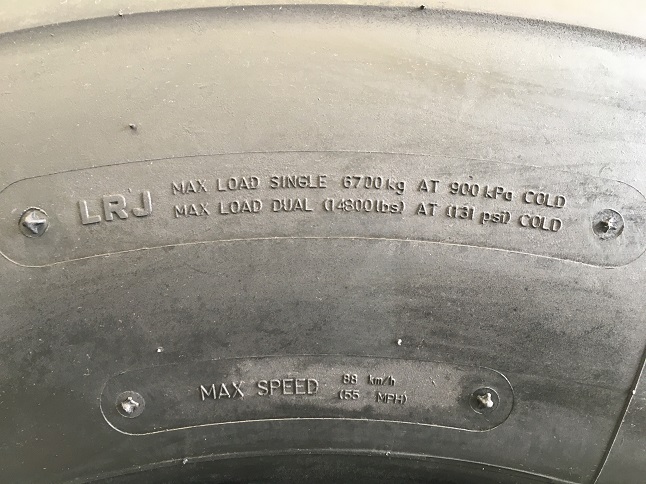 LRJ MAX LOAD SINGLE 6700 kg AT 900 kPa COLD
MAX LOAD DUAL (14800 lbs) AT (131 psi) COLD
MAX SPEED 88 km/h
(55 MPH)